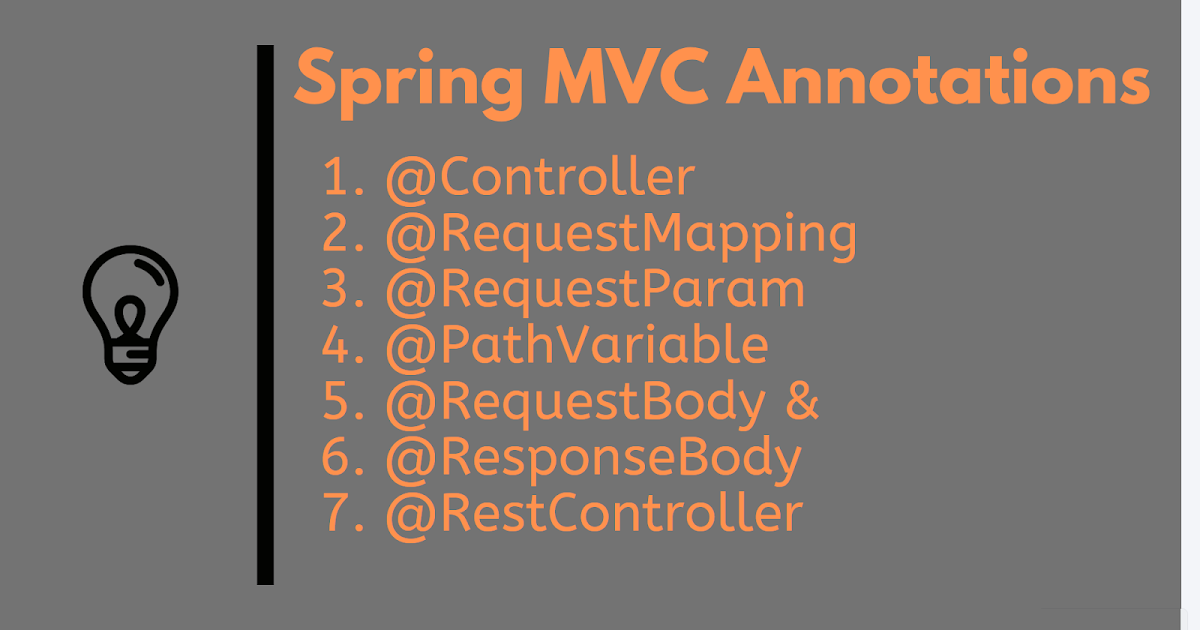 Spring MVC Annotations
1. @Controller
2. @RequestMapping
3. @RequestParam
4. @PathVariable
5. @RequestBody &
6. @ResponseBody
7. @RestController